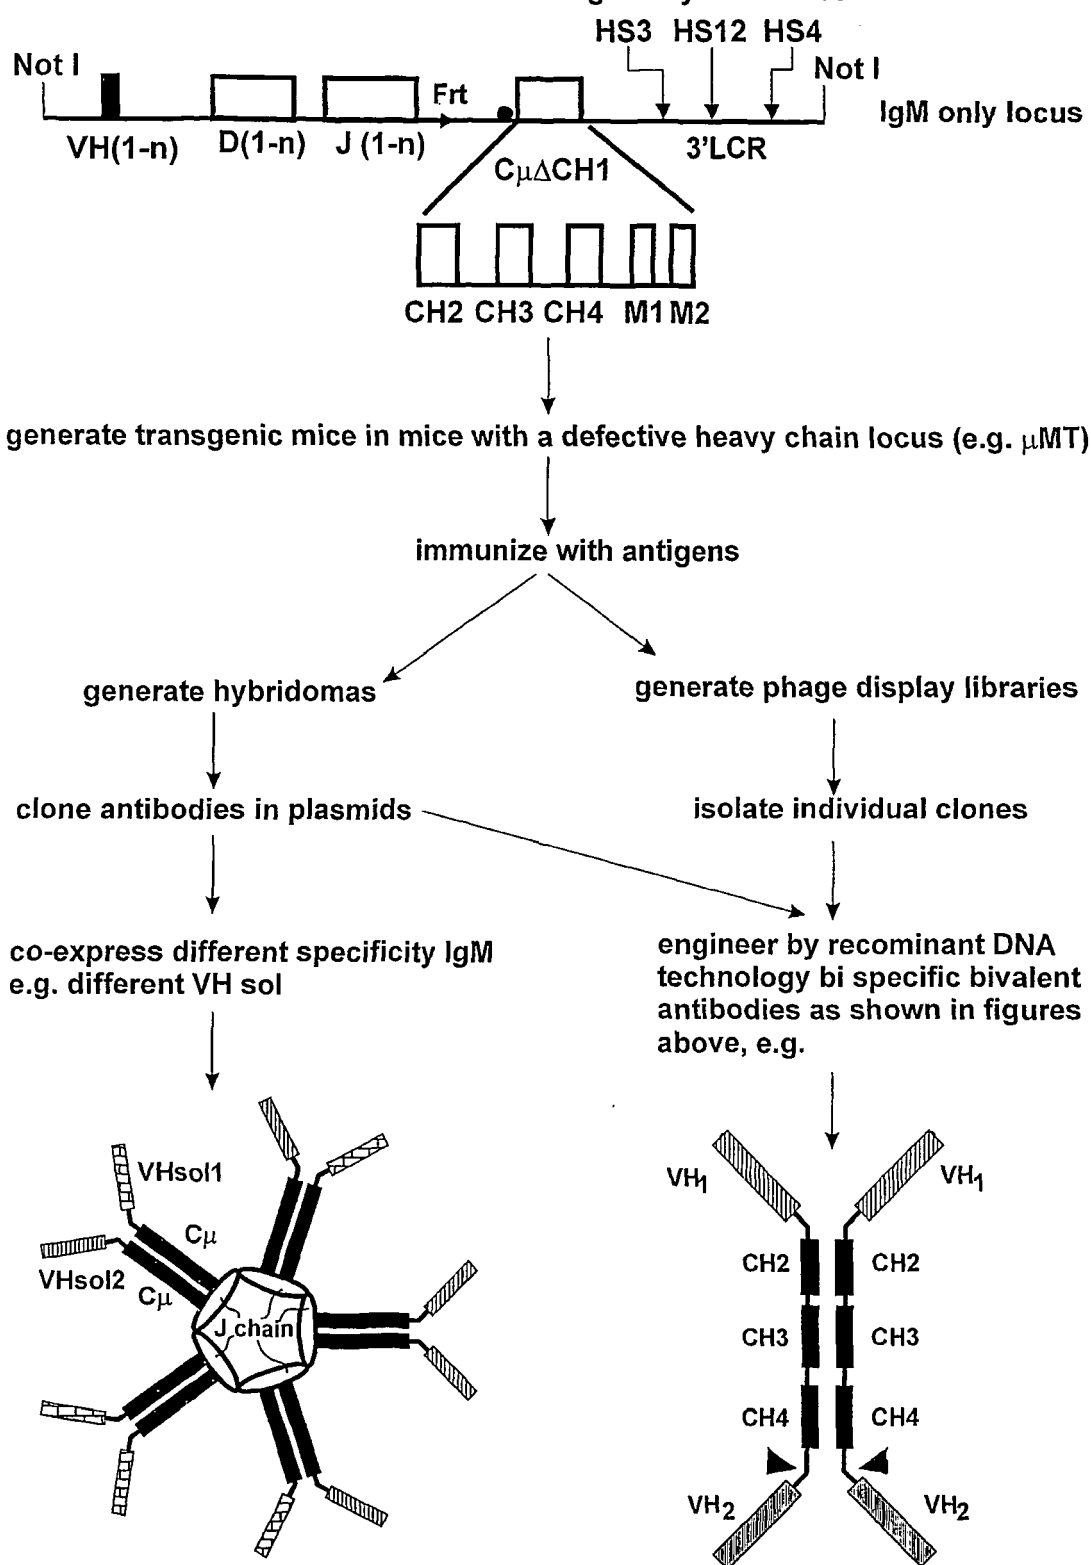 HS3 HS12 HS4
Not I
Not I
Frt
IgM only locus
VH(1-n) D(1-n) J (1-n)
3'LCR
CμΔCH1
CH2 CH3 CH4 M1 M2
generate transgenic mice in mice with a defective heavy chain locus (e.g. μMT)
immunize with antigens
generate hybridomas
generate phage display libraries
clone antibodies in plasmids
isolate individual clones
co-express different specificity IgM
e.g. different VH sol
engineer by recominant DNA
technology bi specific bivalent
antibodies as shown in figures
above, e.g.
VHsol1
Cμ
VHsol2
Cμ
J chain
VH1
VH1
CH2
CH2
CH3
CH3
CH4
CH4
VH2
VH2